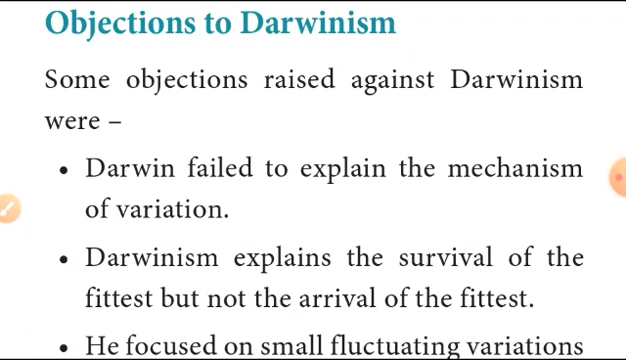 Objections to Darwinism
Some objections raised against Darwinism
were –
• Darwin failed to explain the mechanism
of variation.
• Darwinism explains the survival of the
fittest but not the arrival of the fittest.
• He focused on small fluctuating variations